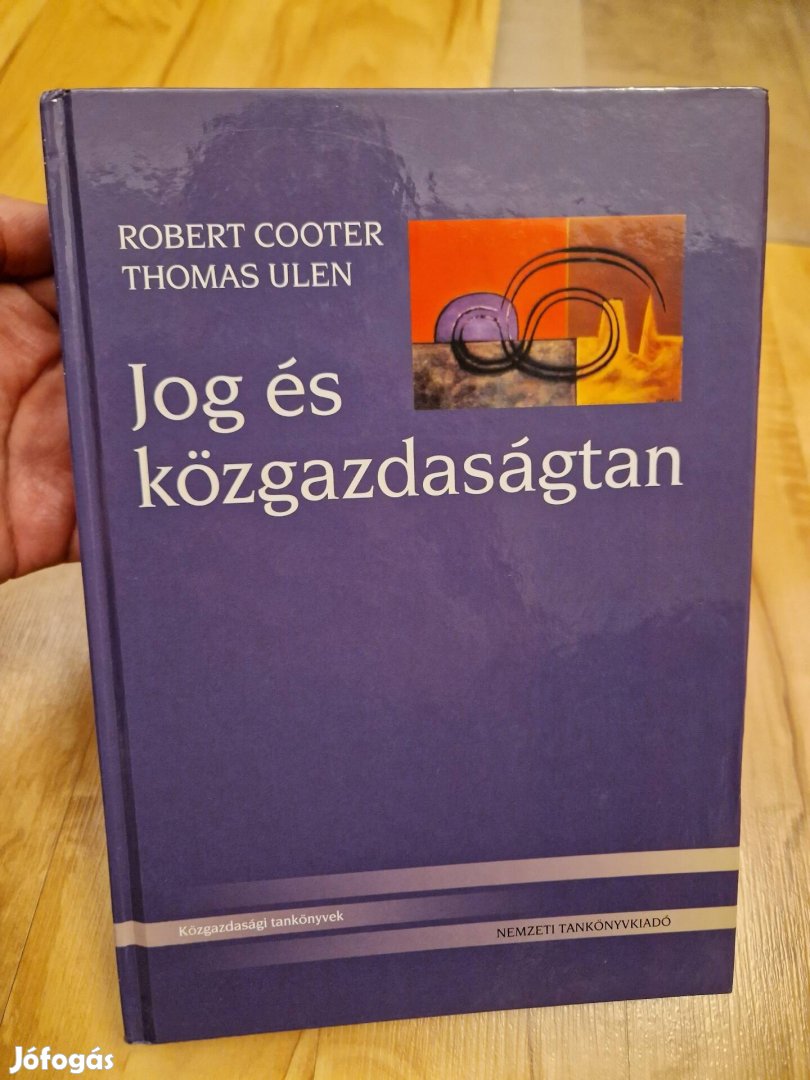 ROBERT COOTER
THOMAS ULEN
Jog és
közgazdaságtan
Közgazdasági tankönyvek
NEMZETI TANKÖNYVKIADÓ
Jófogás